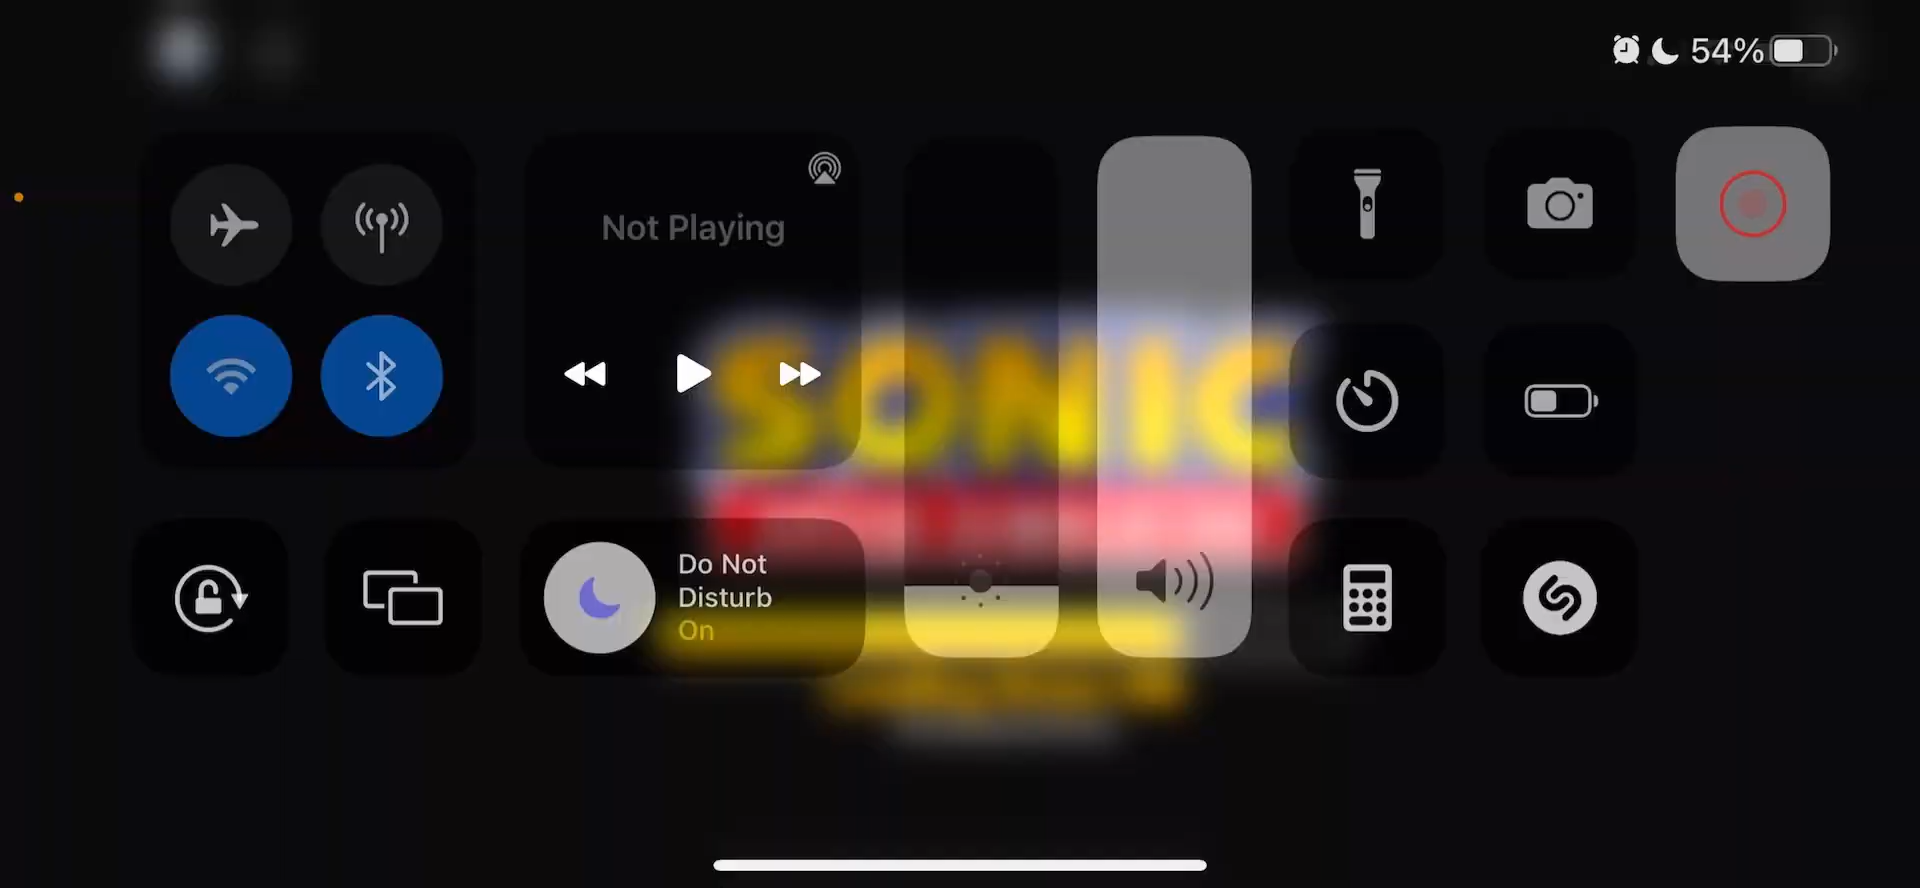 54%
Not Playing
SONIC
Do Not
Disturb
On